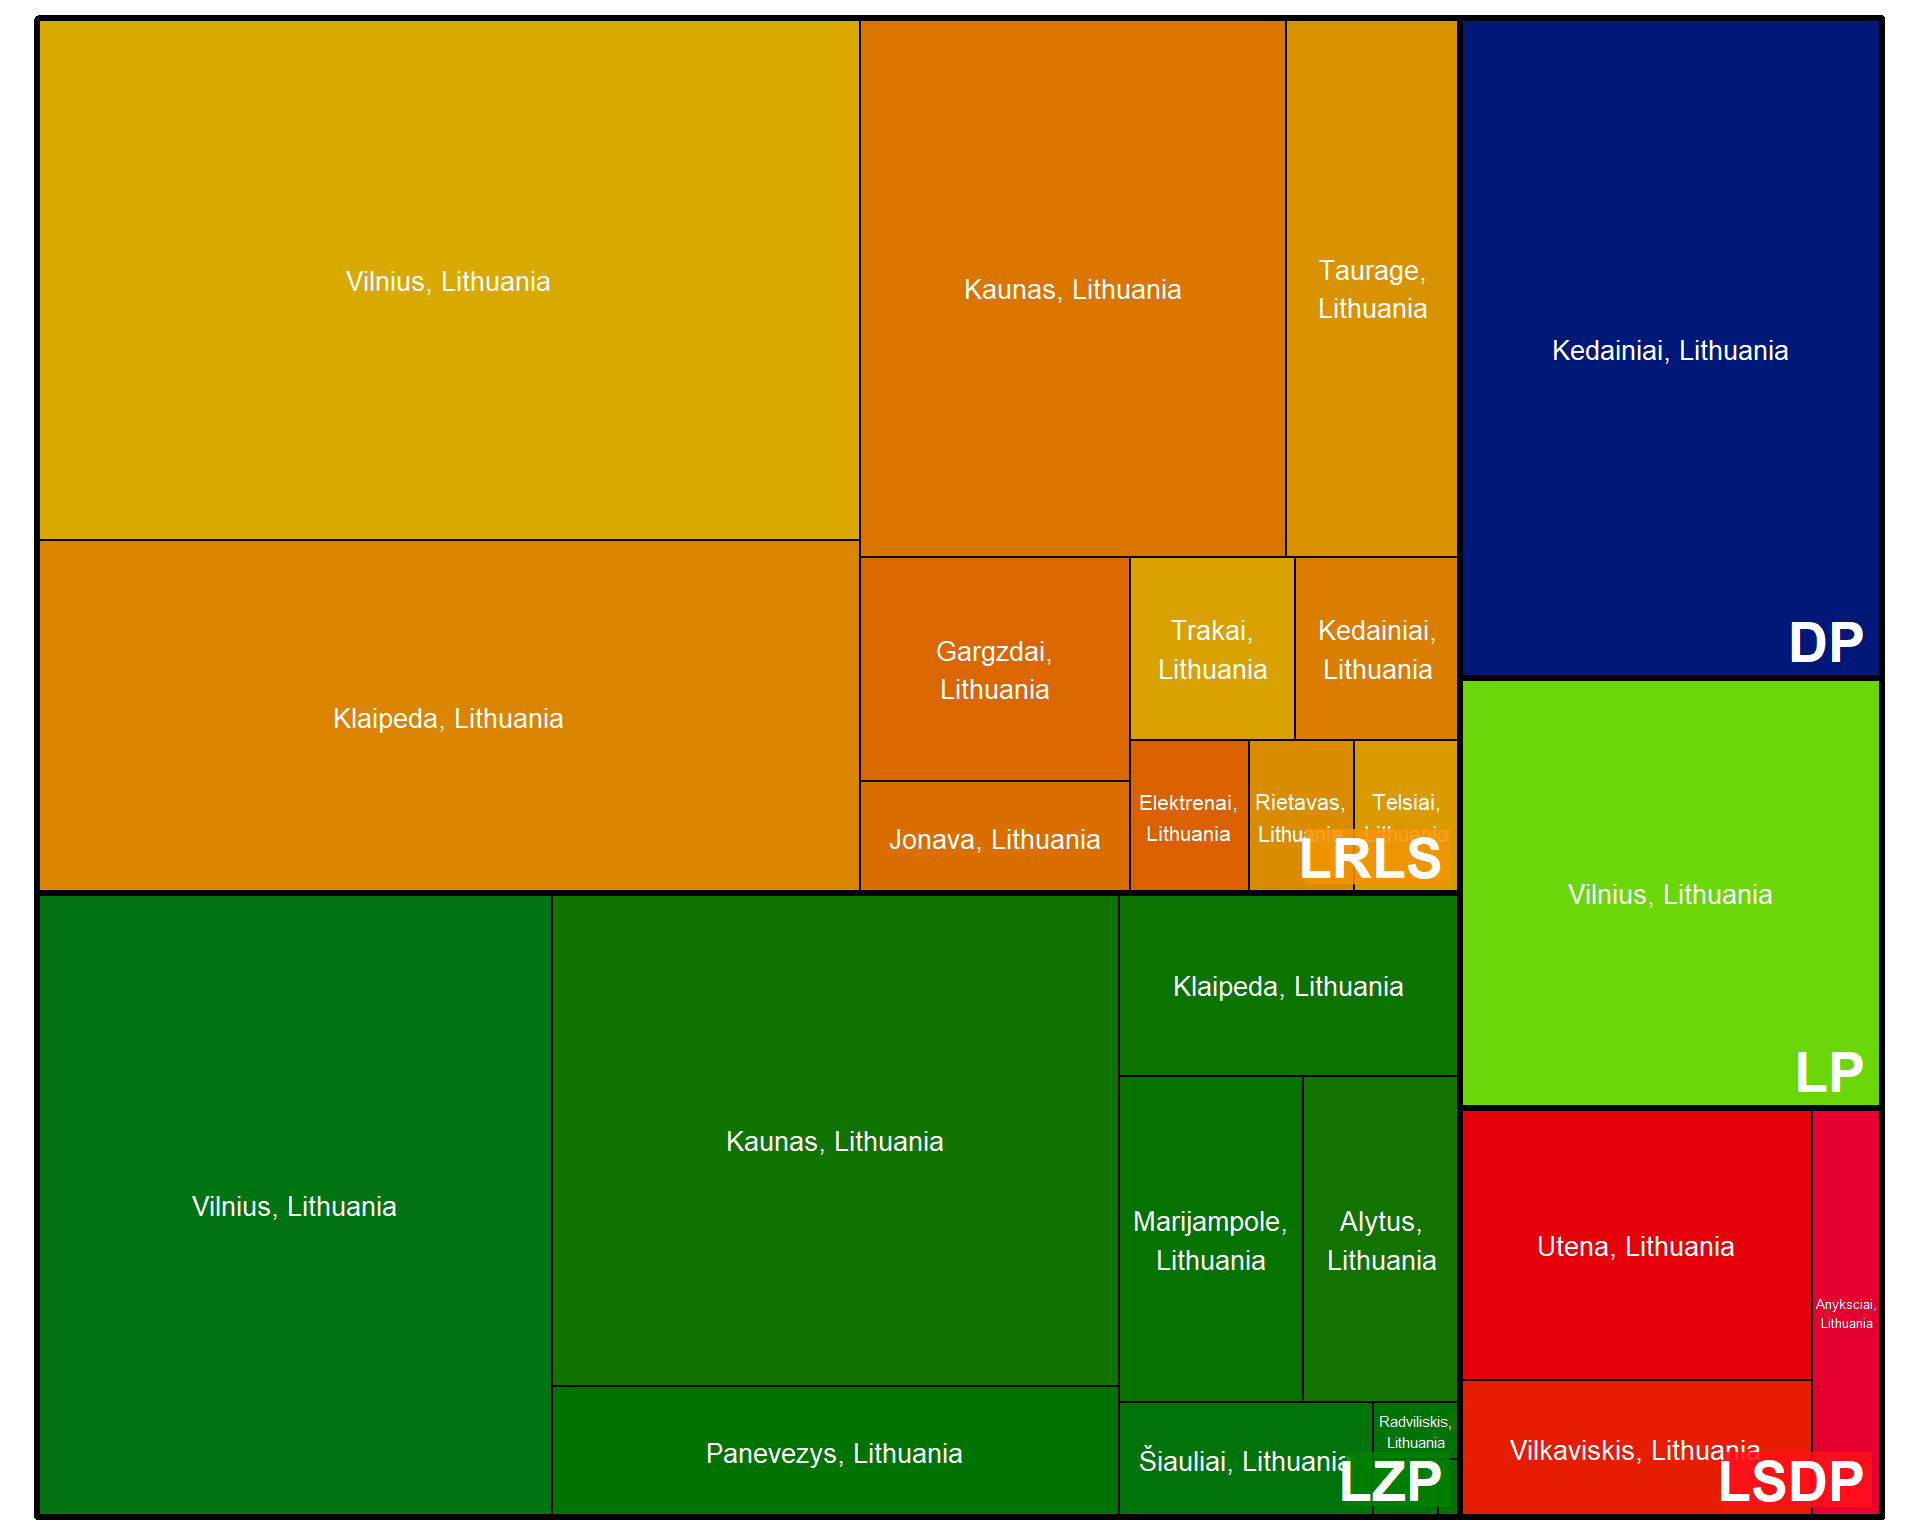 Vilnius, Lithuania
Klaipeda, Lithuania
Kaunas, Lithuania
Taurage,
Lithuania
Gargzdai,
Lithuania
Jonava, Lithuania
Trakai,
Lithuania
Kedainiai,
Lithuania
Elektrenai,
Lithuania
Rietavas,
Lithuania
Telsiai,
Lithuania
LRLS
Vilnius, Lithuania
Kaunas, Lithuania
Panevezys, Lithuania
Klaipeda, Lithuania
Marijampole,
Lithuania
Alytus,
Lithuania
Šiauliai, Lithuania
Radviliskis,
Lithuania
LZP
Kedainiai, Lithuania
DP
Vilnius, Lithuania
LP
Utena, Lithuania
Vilkaviskis, Lithuania
Anyksciai,
Lithuania
LSDP